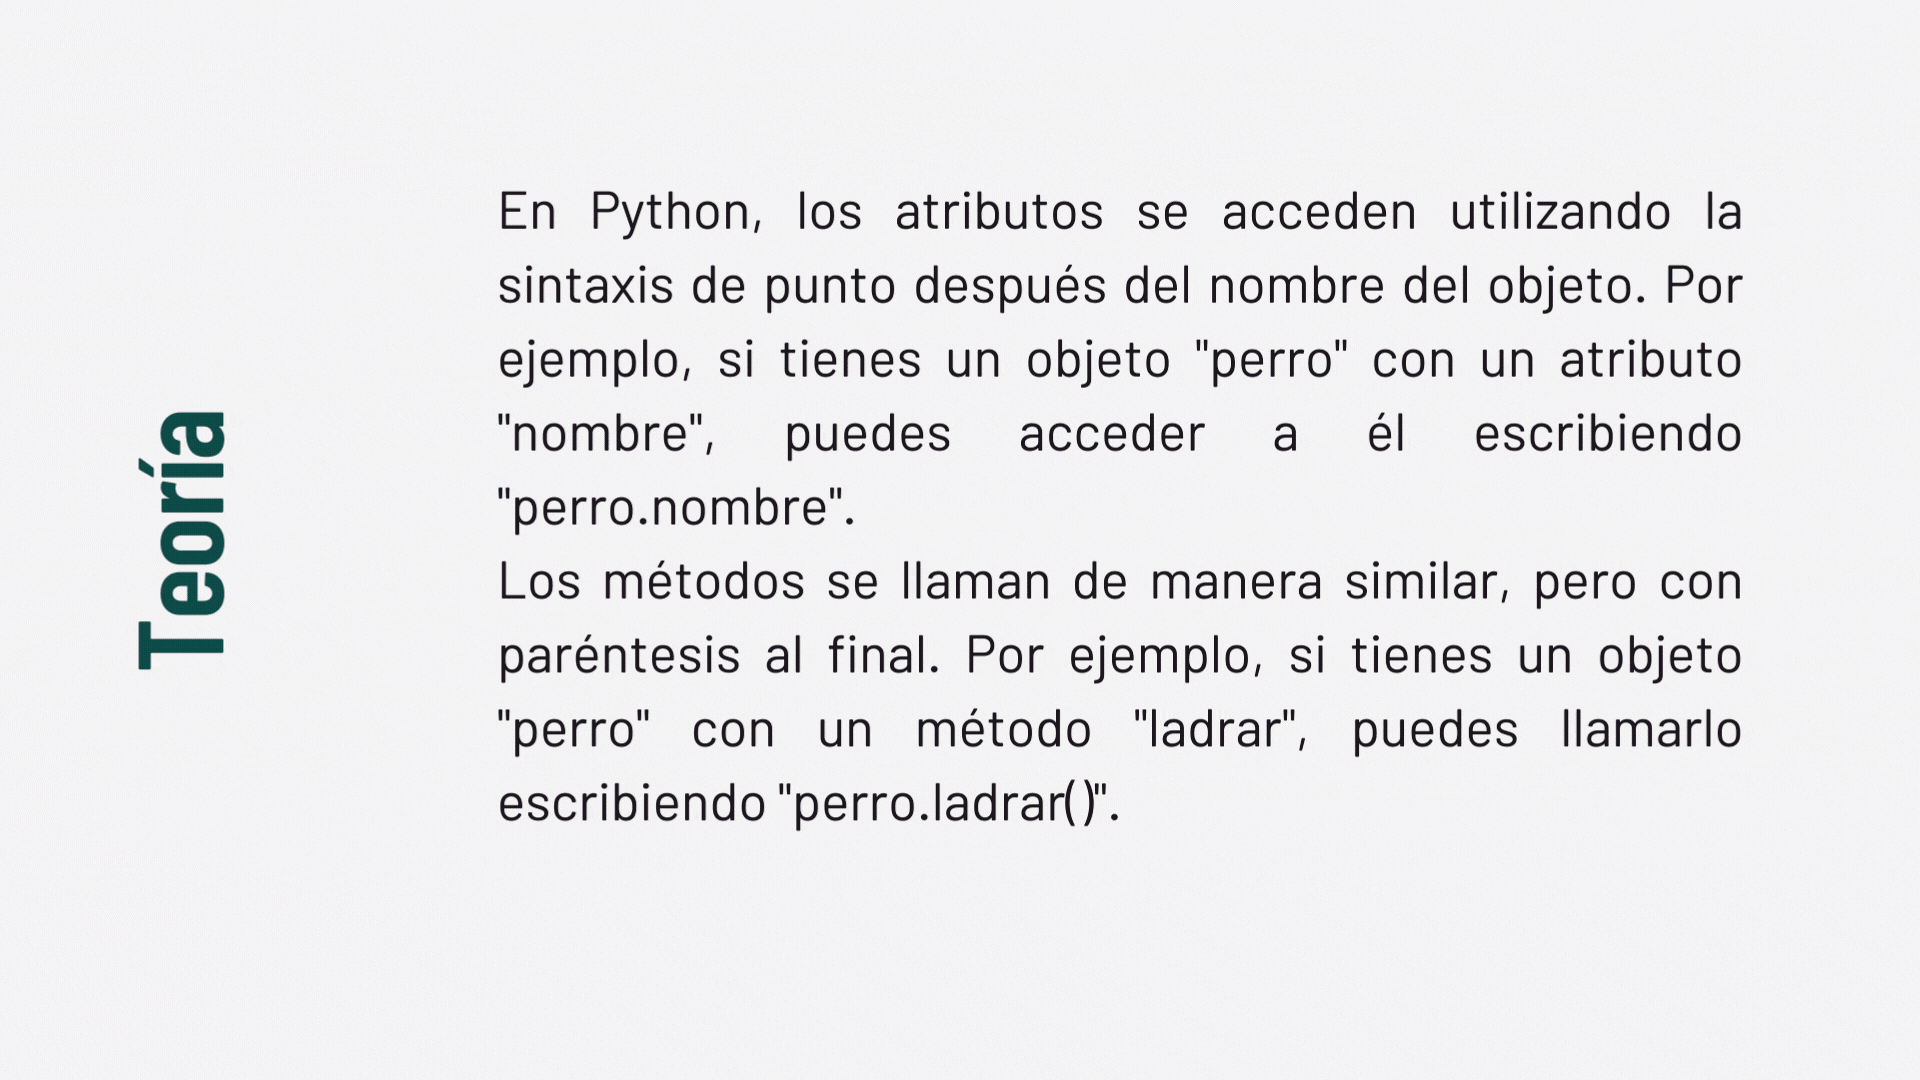 Teoría
En Python, los atributos se acceden utilizando la
sintaxis de punto después del nombre del objeto. Por
ejemplo, si tienes un objeto "perro" con un atributo
"nombre", puedes acceder a él escribiendo
"perro.nombre".
Los métodos se llaman de manera similar, pero con
paréntesis al final. Por ejemplo, si tienes un objeto
"perro" con un método "ladrar", puedes llamarlo
escribiendo "perro.ladrar()".